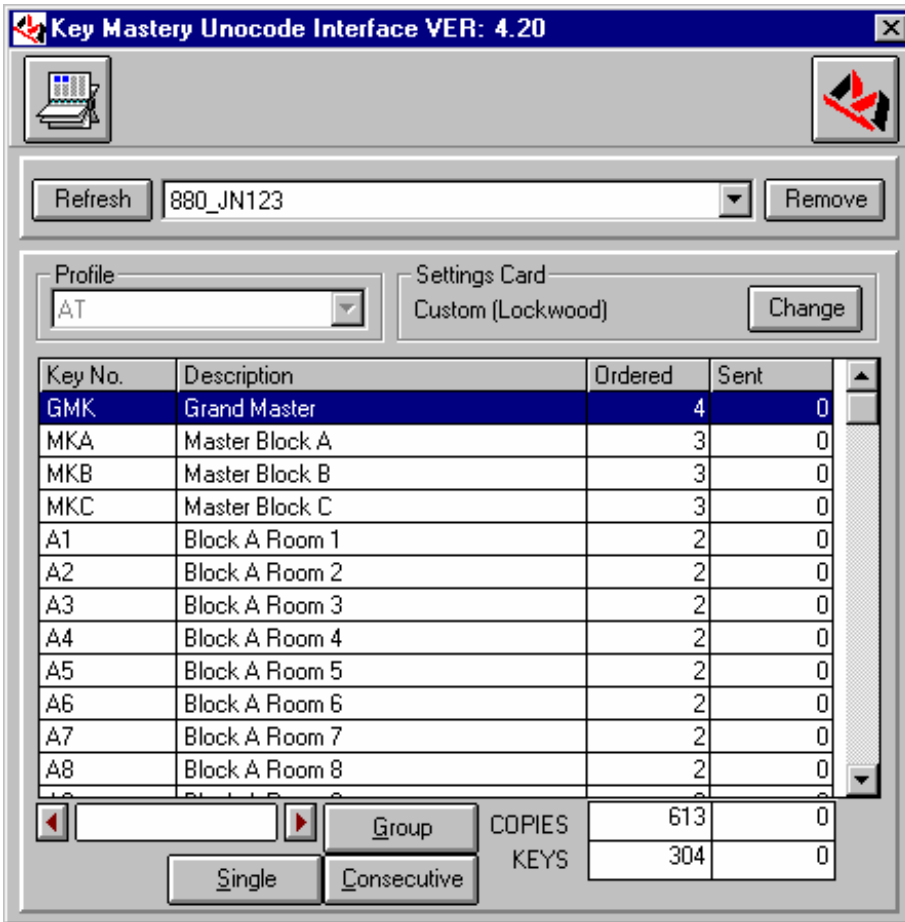 Key Mastery Unocode Interface VER: 4.20
Refresh 880_JN123 Remove
Profile Settings Card
AT Custom (Lockwood) Change
Key No. Description Ordered Sent
GMK Grand Master 4 0
MKA Master Block A 3 0
MKB Master Block B 3 0
MKC Master Block C 3 0
A1 Block A Room 1 2 0
A2 Block A Room 2 2 0
A3 Block A Room 3 2 0
A4 Block A Room 4 2 0
A5 Block A Room 5 2 0
A6 Block A Room 6 2 0
A7 Block A Room 7 2 0
A8 Block A Room 8 2 0
Group COPIES 613 0
KEYS 304 0
Single Consecutive